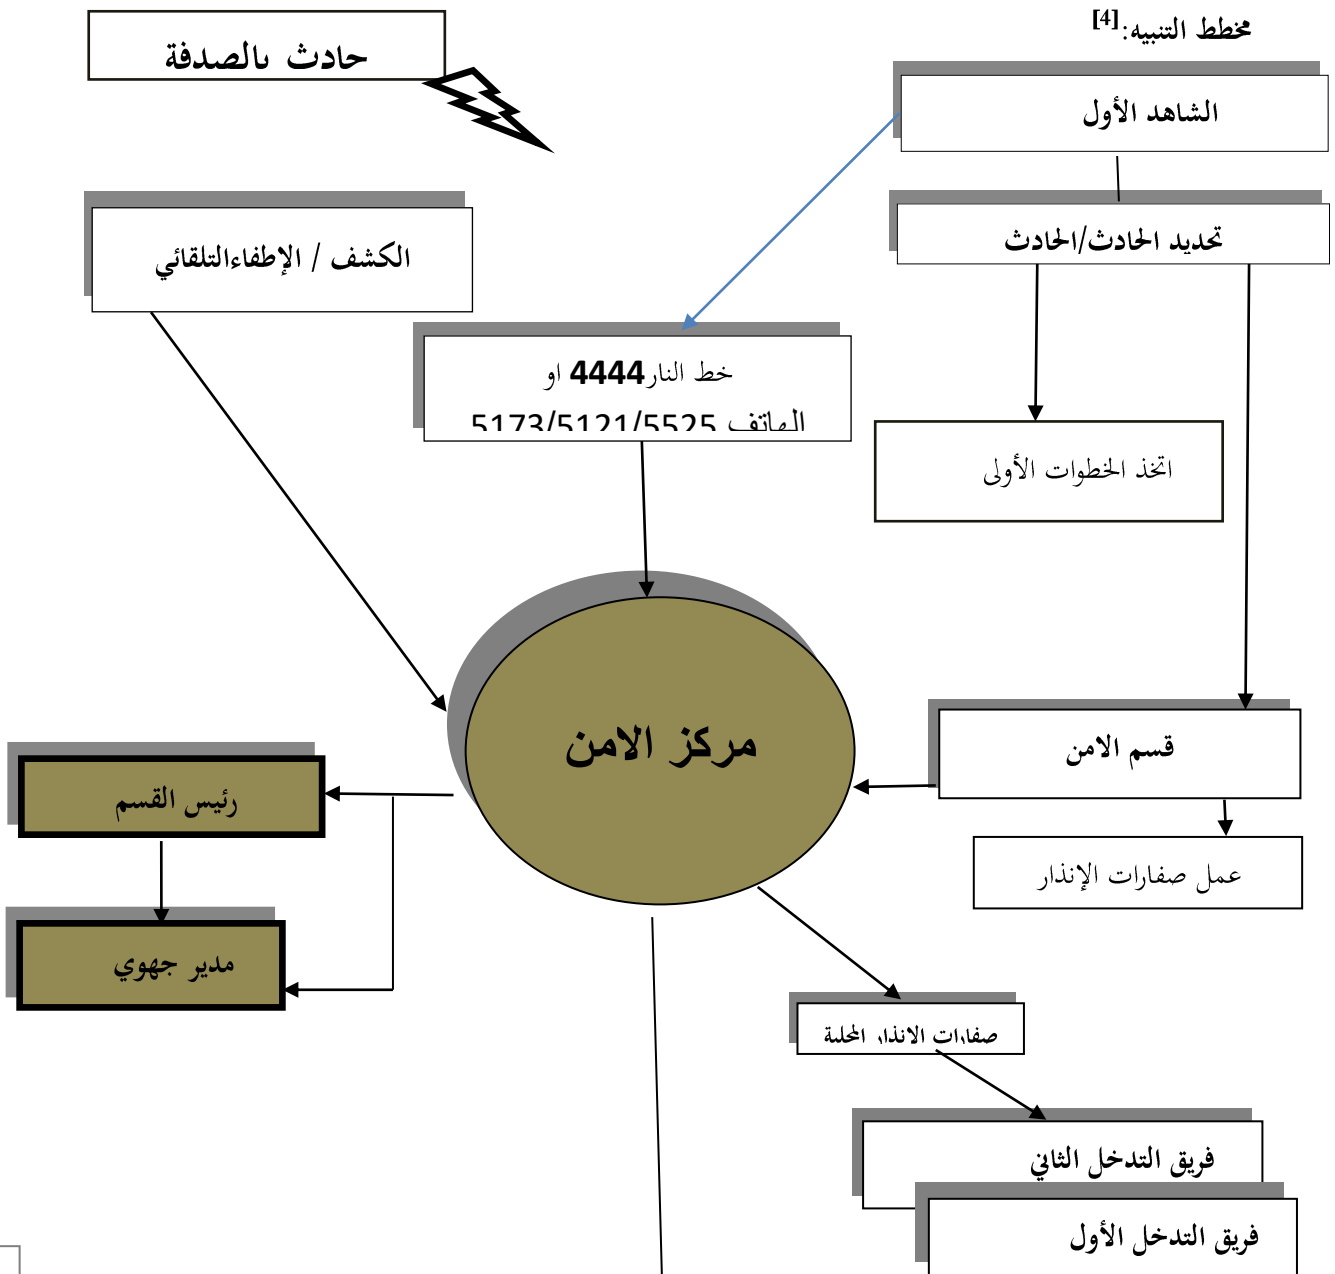 مخطط التنبيه:[4]
حادث بالصدفة
الشاهد الأول
تحديد الحادث/الحادث
الكشف / الإطفاءالتلقائي
خط النار4444 او
الهاتف 5173/5121/5525
اتخذ الخطوات الأولى
مركز الامن
قسم الامن
عمل صفارات الإنذار
رئيس القسم
مدير جهوي
صفارات الانذار المحلية
فريق التدخل الثاني
فريق التدخل الأول